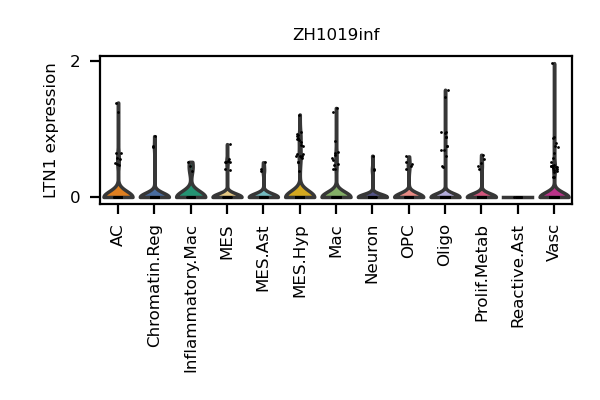 ZH1019inf
LTN1 expression
2
0
AC
Chromatin.Reg
Inflammatory.Mac
MES
MES.Ast
MES.Hyp
Mac
Neuron
OPC
Oligo
Prolif.Metab
Reactive.Ast
Vasc